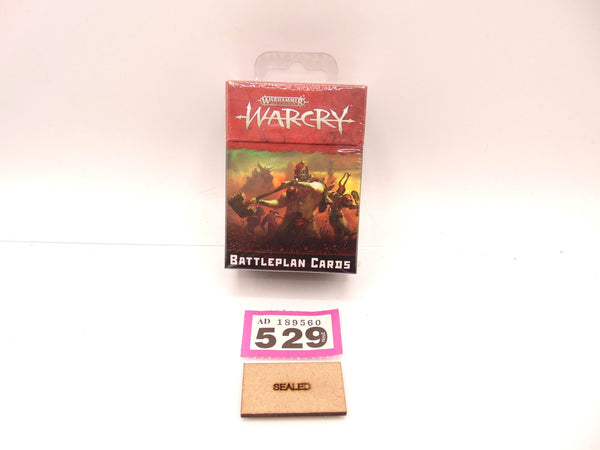 WARHAMMER
WARCRY
BATTLEPLAN CARDS
AD 189560
529
SEALED